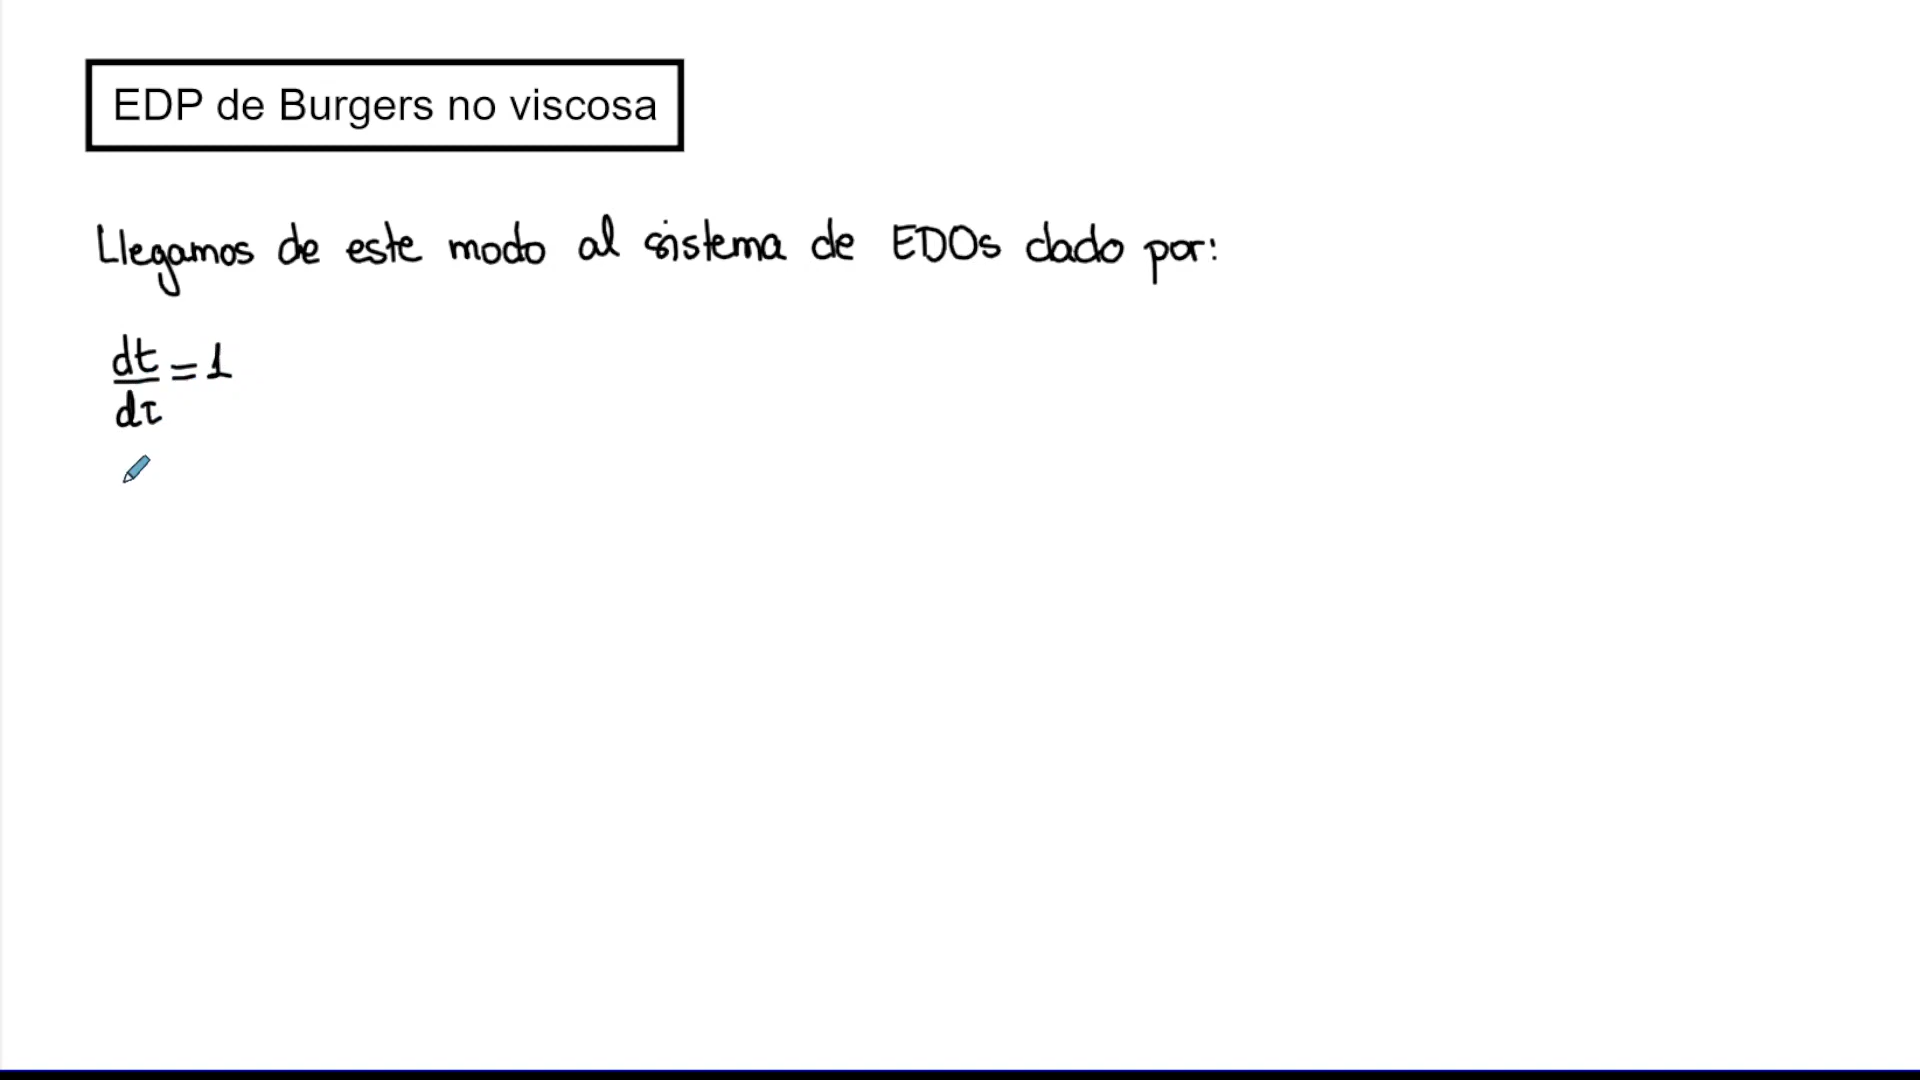 EDP de Burgers no viscosa
Llegamos de este modo al sistema de EDOs dado por:
dt/dτ = 1